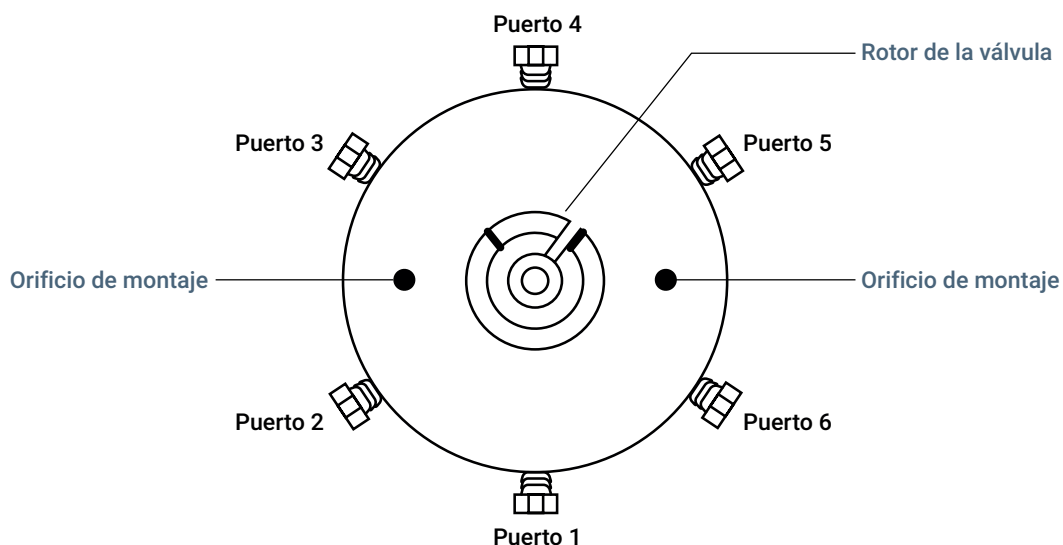 Puerto 4
Rotor de la válvula
Puerto 3
Puerto 5
Orificio de montaje
Orificio de montaje
Puerto 2
Puerto 6
Puerto 1